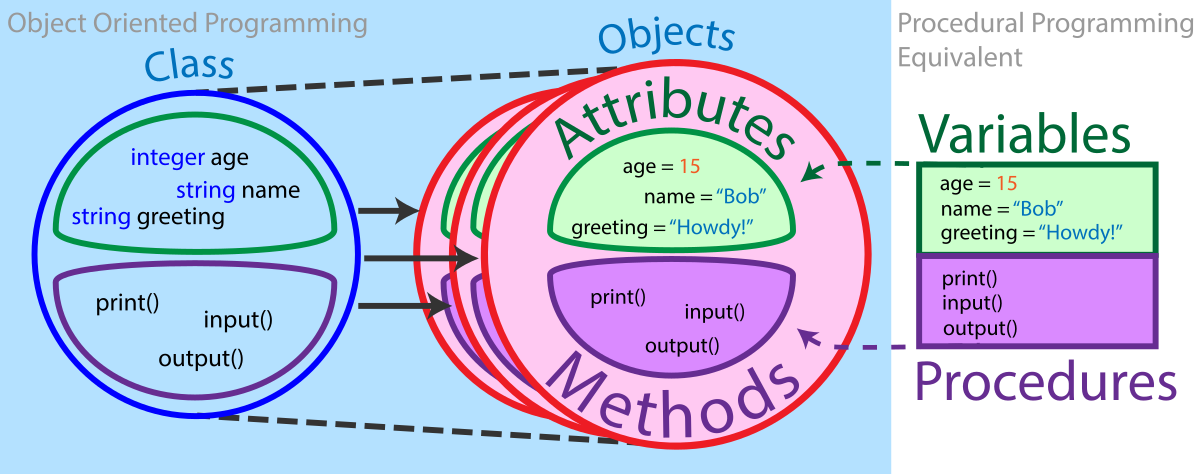 Object Oriented Programming
Class
integer age
string name
string greeting
print()
input()
output()
Objects
Attributes
age = 15
name = “Bob”
greeting = “Howdy!”
print()
input()
output()
Methods
Procedural Programming
Equivalent
Variables
age = 15
name = “Bob”
greeting = “Howdy!”
print()
input()
output()
Procedures